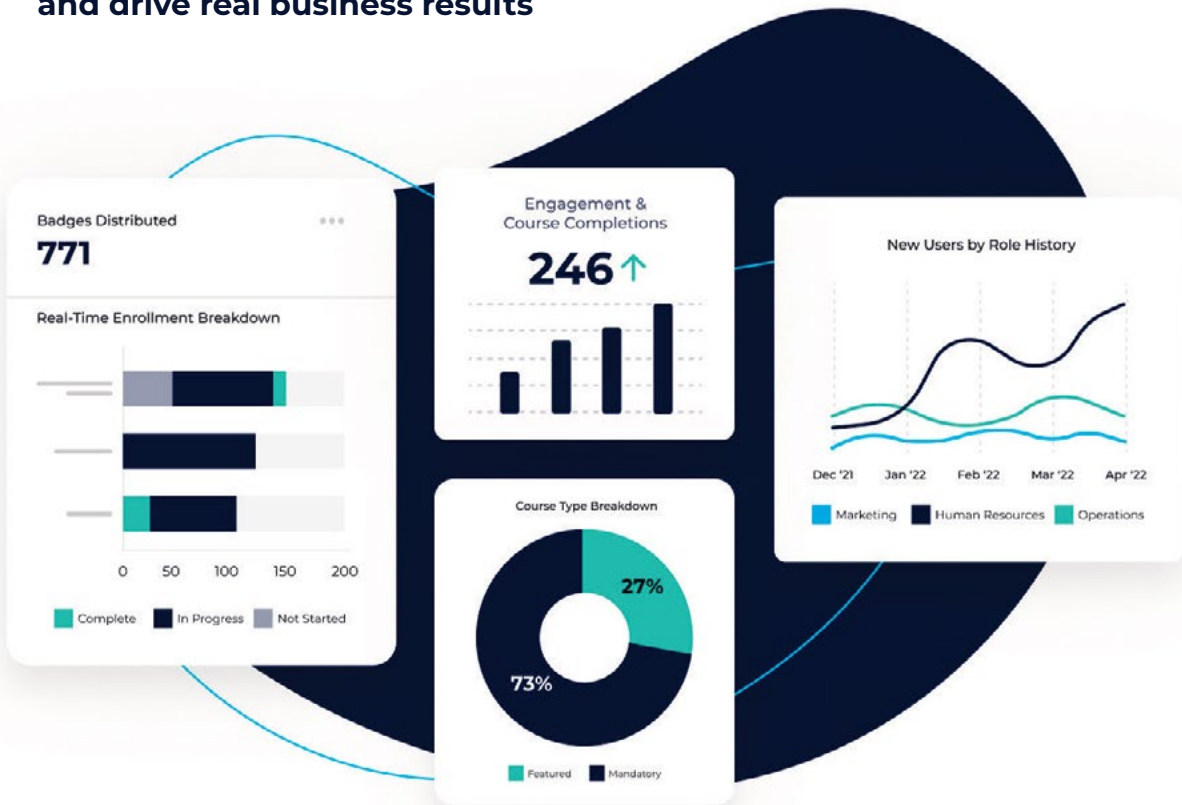 and drive real business results
Badges Distributed
771
Real-Time Enrollment Breakdown
0 50 100 150 200
Complete In Progress Not Started
Engagement &
Course Completions
246
Course Type Breakdown
27%
73%
Featured Mandatory
New Users by Role History
Dec '21 Jan '22 Feb '22 Mar '22 Apr '22
Marketing Human Resources Operations